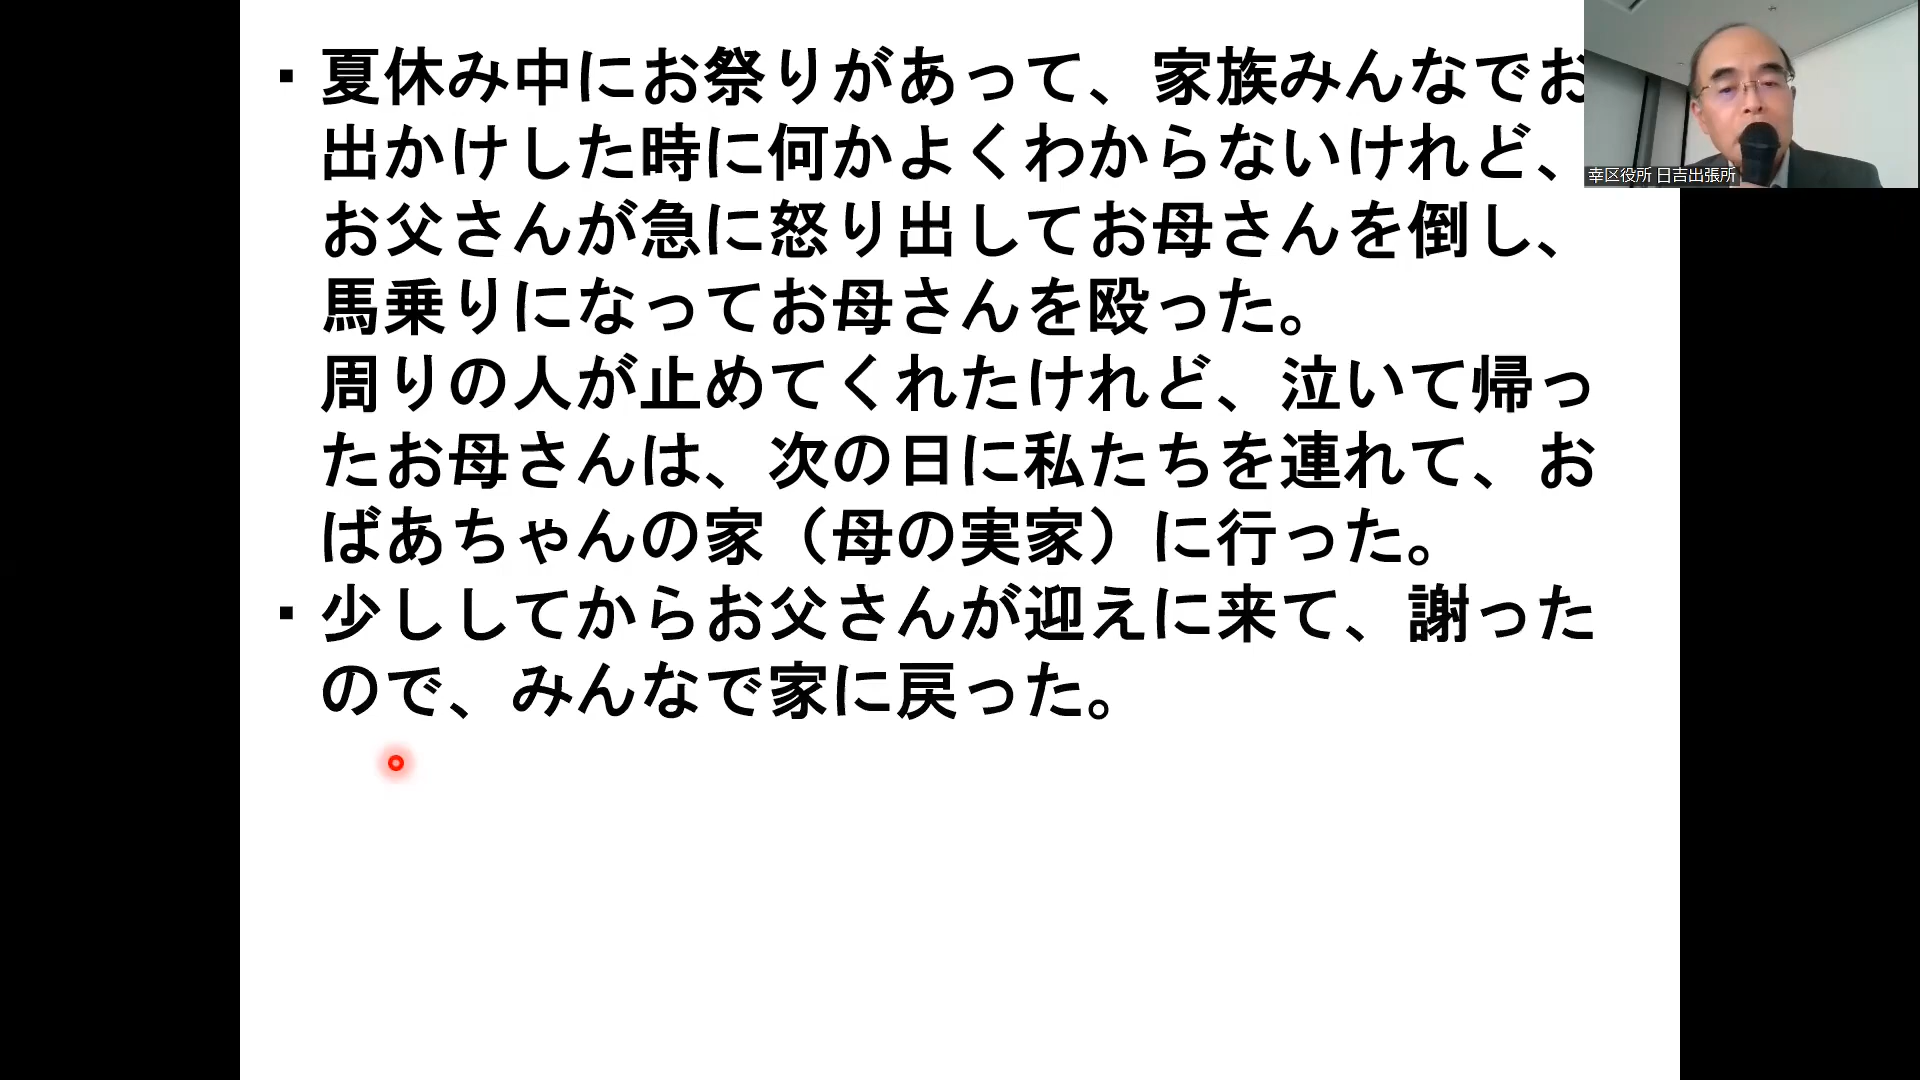 ・夏休み中にお祭りがあって、家族みんなでお
出かけした時に何かよくわからないけれど、
お父さんが急に怒り出してお母さんを倒し、
馬乗りになってお母さんを殴った。
周りの人が止めてくれたけれど、泣いて帰っ
たお母さんは、次の日に私たちを連れて、お
ばあちゃんの家（母の実家）に行った。
・少ししてからお父さんが迎えに来て、謝った
ので、みんなで家に戻った。
幸区役所 日吉出張所